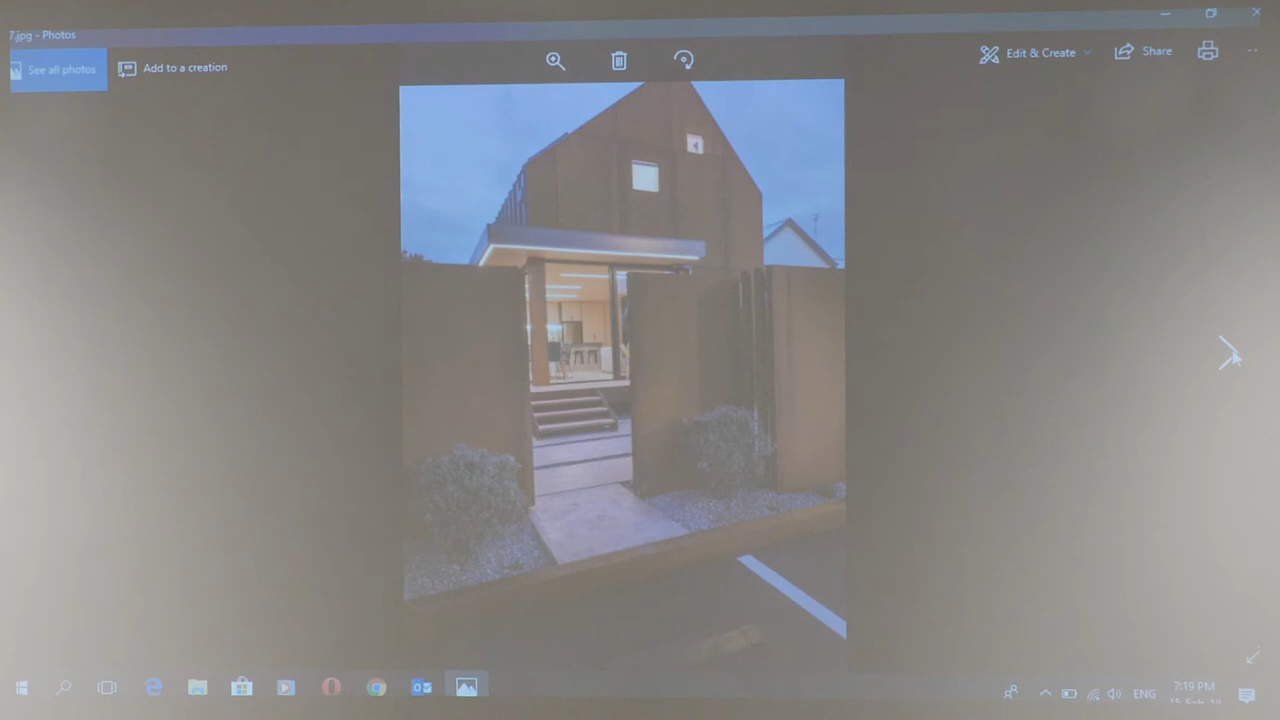 7.jpg - Photos
See all photos
Add to a creation
Edit & Create
Share
ENG
7:19 PM